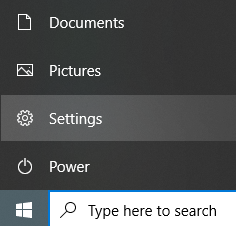 Documents
Pictures
Settings
Power
Type here to search